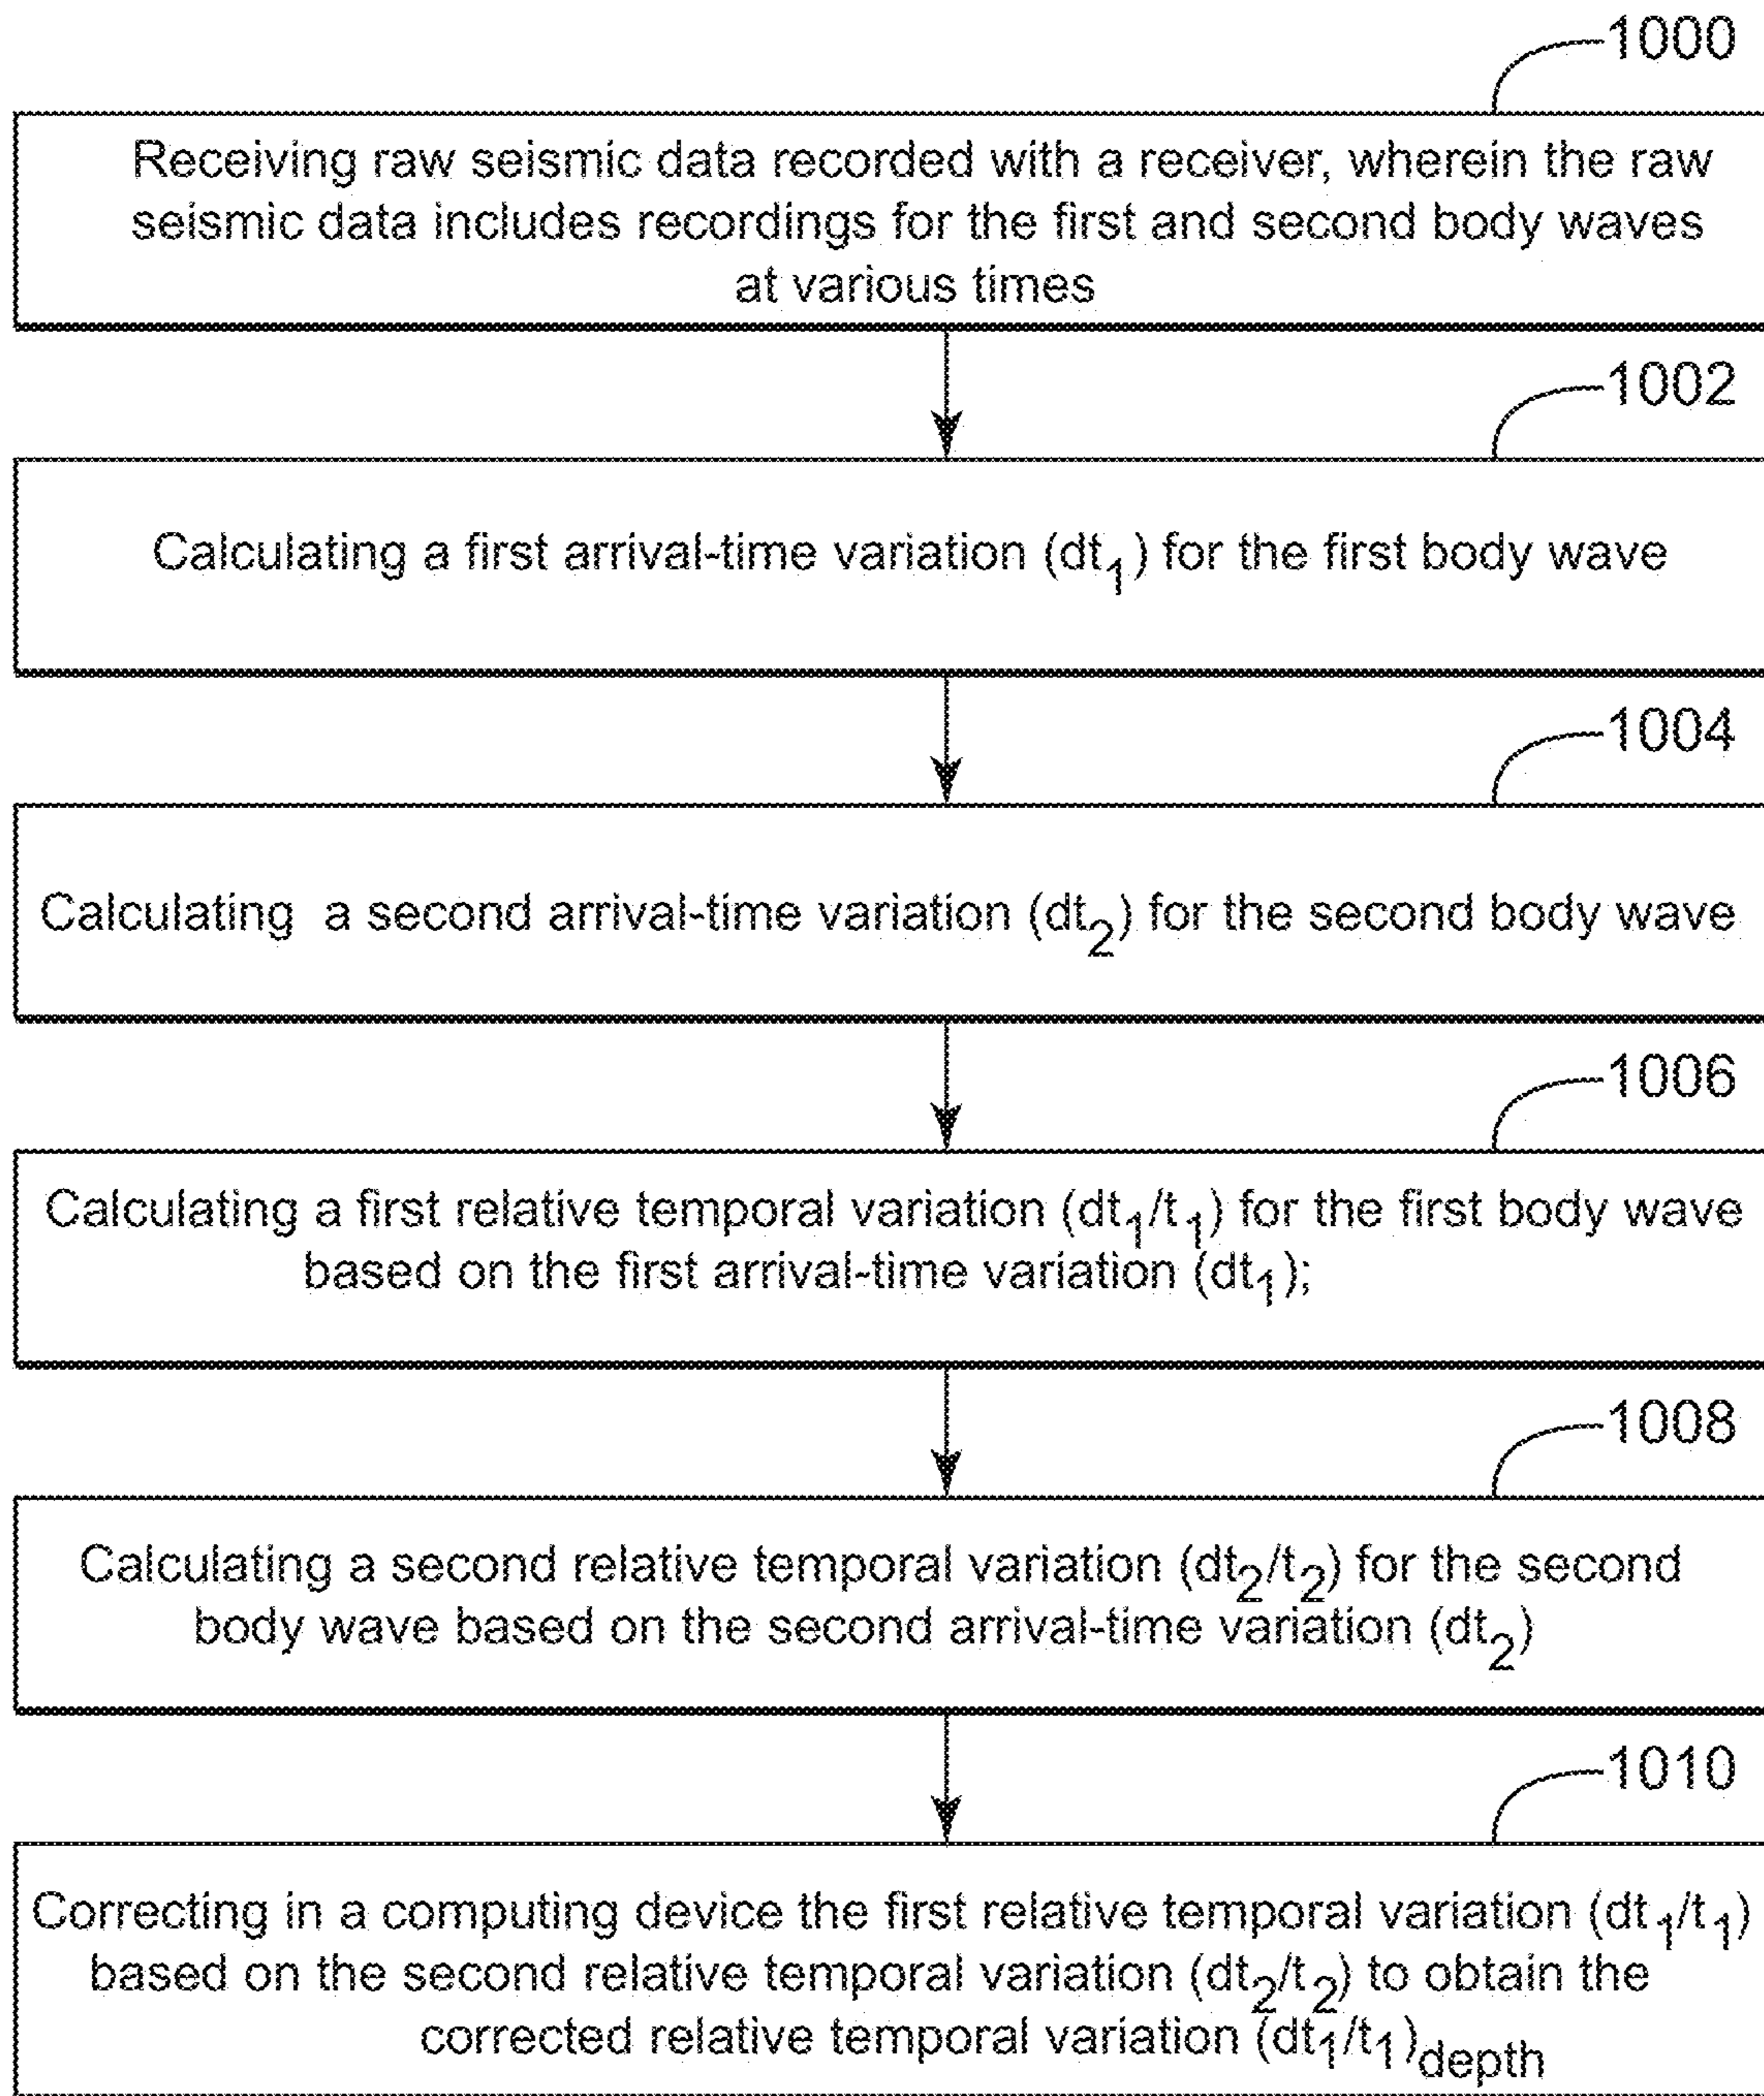 1000
Receiving raw seismic data recorded with a receiver, wherein the raw
seismic data includes recordings for the first and second body waves
at various times
1002
Calculating a first arrival-time variation (dt₁) for the first body wave
1004
Calculating a second arrival-time variation (dt₂) for the second body wave
1006
Calculating a first relative temporal variation (dt₁/t₁) for the first body wave
based on the first arrival-time variation (dt₁);
1008
Calculating a second relative temporal variation (dt₂/t₂) for the second
body wave based on the second arrival-time variation (dt₂)
1010
Correcting in a computing device the first relative temporal variation (dt₁/t₁)
based on the second relative temporal variation (dt₂/t₂) to obtain the
corrected relative temporal variation (dt₁/t₁)depth